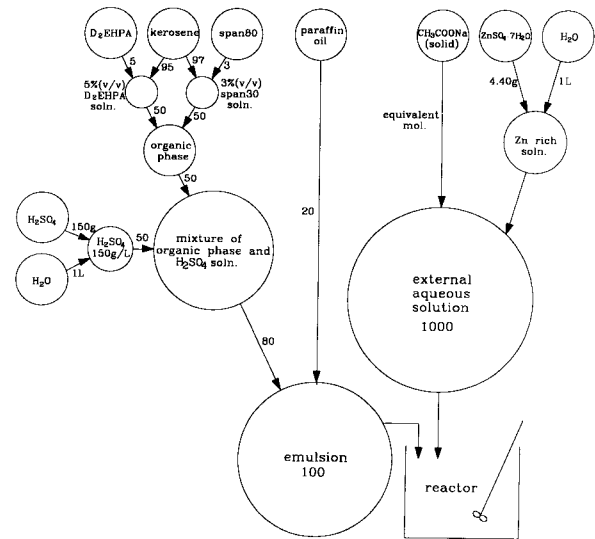 D₂EHPA
kerosene
span80
paraffin
oil
CH₃COONa
(solid)
ZnSO₄·7H₂O
H₂O
5
95
97
3
5%(v/v)
D₂EHPA
soln.
3%(v/v)
span30
soln.
50
50
organic
phase
50
4.40g
1L
equivalent
mol.
Zn rich
soln.
20
H₂SO₄
150g
H₂SO₄
150g/L
50
H₂O
1L
mixture of
organic phase and
H₂SO₄ soln.
external
aqueous
solution
1000
80
emulsion
100
reactor